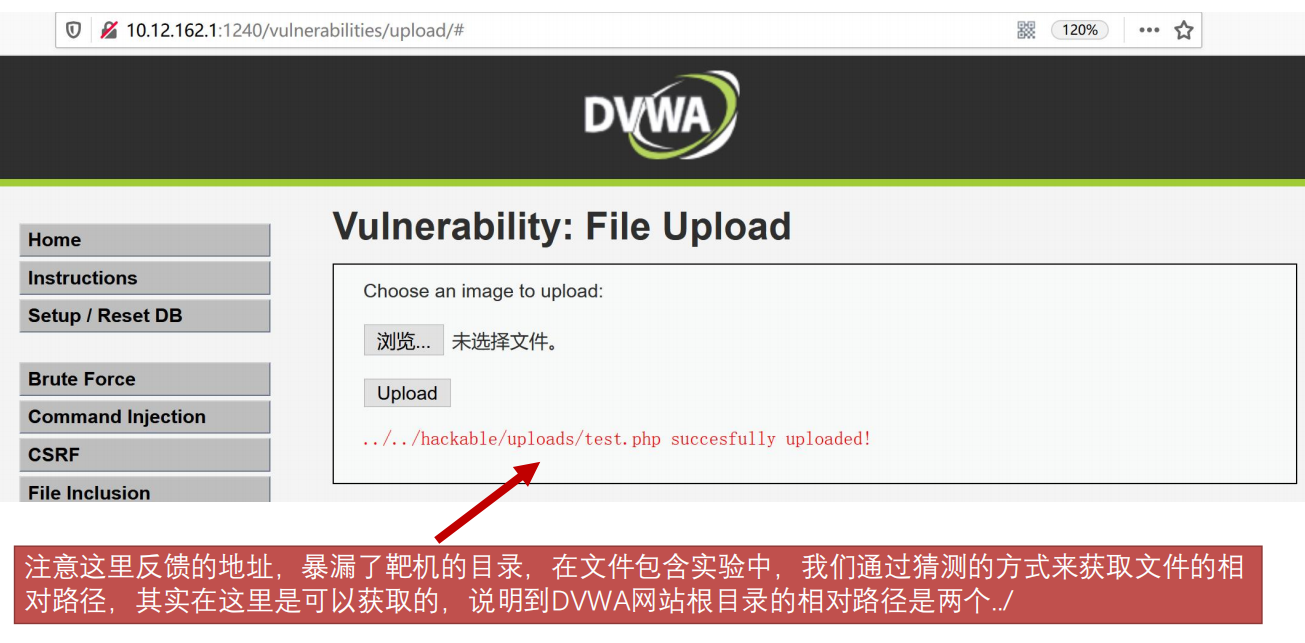 10.12.162.1:1240/vulnerabilities/upload/#
120%
DVWA
Vulnerability: File Upload
Home
Instructions
Setup / Reset DB
Brute Force
Command Injection
CSRF
File Inclusion
Choose an image to upload:
浏览... 未选择文件。
Upload
../../hackable/uploads/test.php succesfully uploaded!
注意这里反馈的地址，暴漏了靶机的目录，在文件包含实验中，我们通过猜测的方式来获取文件的相
对路径，其实在这里是可以获取的，说明到DVWA网站根目录的相对路径是两个../